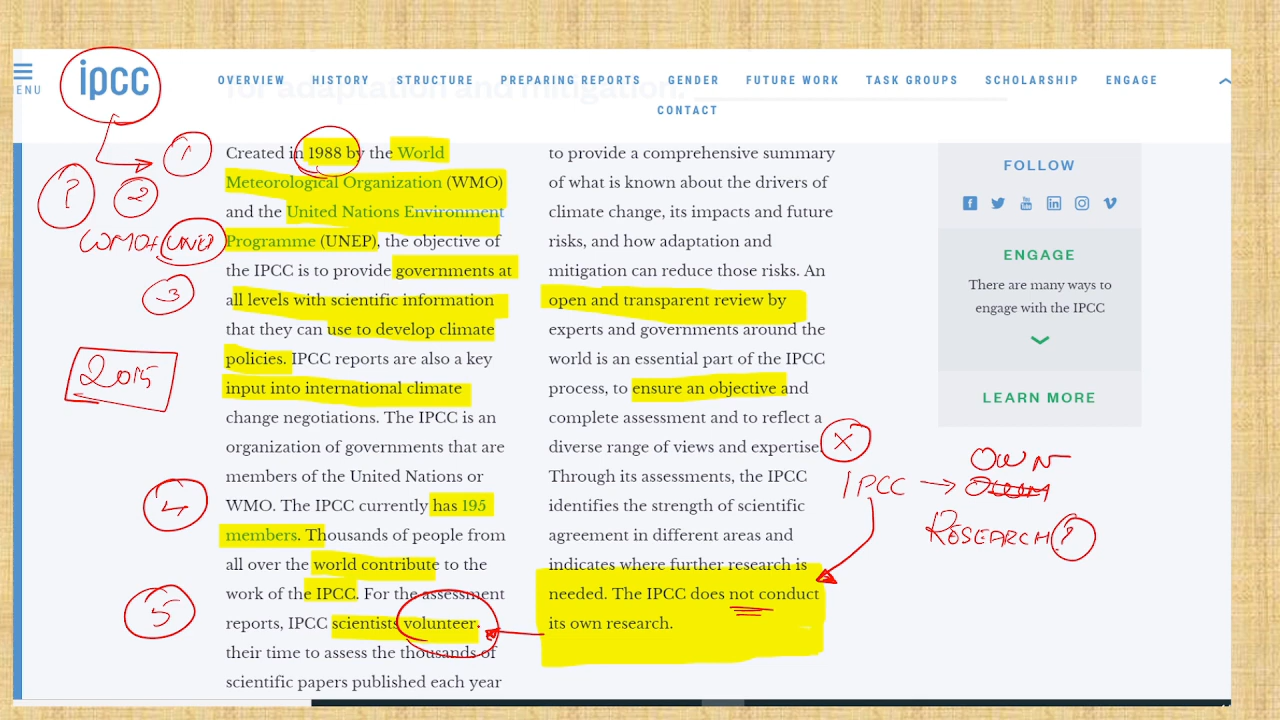 ipcc
ENU
OVERVIEW HISTORY STRUCTURE PREPARING REPORTS GENDER FUTURE WORK TASK GROUPS SCHOLARSHIP ENGAGE
CONTACT
for adaptation and mitigation.
Created in 1988 by the World
Meteorological Organization (WMO)
and the United Nations Environment
Programme (UNEP), the objective of
the IPCC is to provide governments at
all levels with scientific information
that they can use to develop climate
policies. IPCC reports are also a key
input into international climate
change negotiations. The IPCC is an
organization of governments that are
members of the United Nations or
WMO. The IPCC currently has 195
members. Thousands of people from
all over the world contribute to the
work of the IPCC. For the assessment
reports, IPCC scientists volunteer
their time to assess the thousands of
scientific papers published each year
to provide a comprehensive summary
of what is known about the drivers of
climate change, its impacts and future
risks, and how adaptation and
mitigation can reduce those risks. An
open and transparent review by
experts and governments around the
world is an essential part of the IPCC
process, to ensure an objective and
complete assessment and to reflect a
diverse range of views and expertise.
Through its assessments, the IPCC
identifies the strength of scientific
agreement in different areas and
indicates where further research is
needed. The IPCC does not conduct
its own research.
FOLLOW
ENGAGE
There are many ways to
engage with the IPCC
LEARN MORE
1
? 2
WMO+ UNEP
3
2015
4
5
X
IPCC → OWN
RESEARCH ?